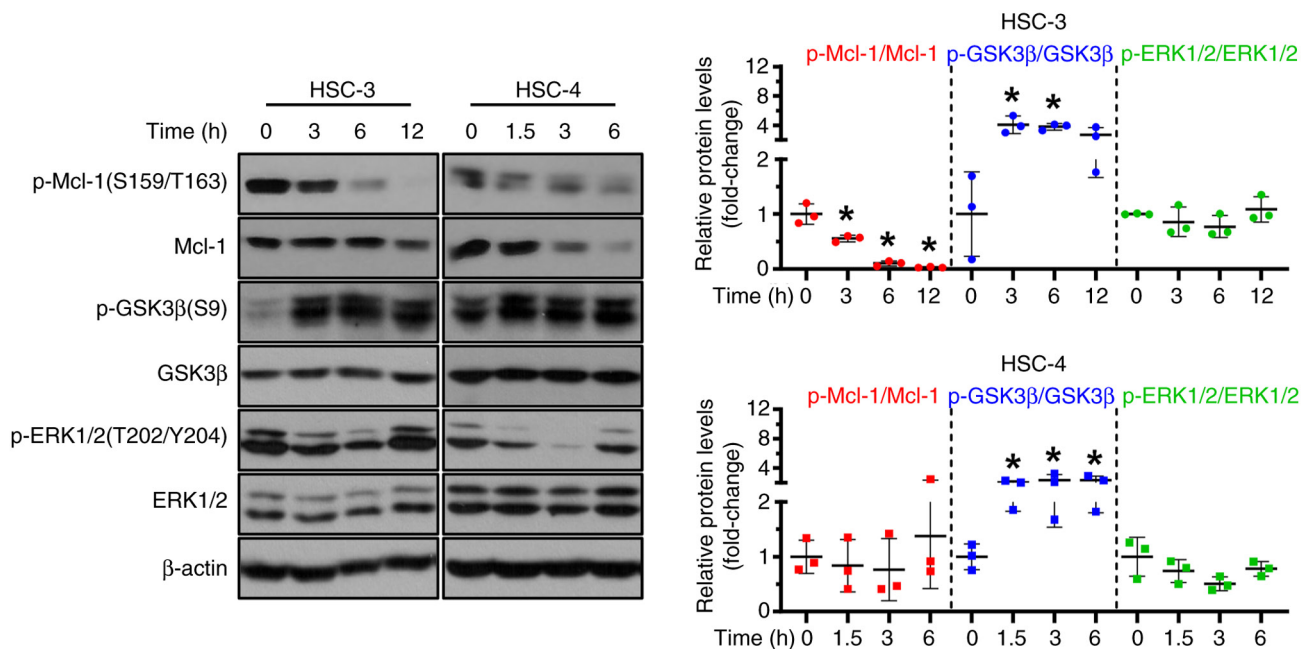 HSC-3 HSC-4
Time (h) 0 3 6 12 0 1.5 3 6
p-Mcl-1(S159/T163)
Mcl-1
p-GSK3β(S9)
GSK3β
p-ERK1/2(T202/Y204)
ERK1/2
β-actin
HSC-3
p-Mcl-1/Mcl-1 p-GSK3β/GSK3β p-ERK1/2/ERK1/2
Relative protein levels
(fold-change)
12
8
4
2
1
0
* * * * *
Time (h) 0 3 6 12 0 3 6 12 0 3 6 12
HSC-4
p-Mcl-1/Mcl-1 p-GSK3β/GSK3β p-ERK1/2/ERK1/2
Relative protein levels
(fold-change)
12
8
4
2
1
0
* * *
Time (h) 0 1.5 3 6 0 1.5 3 6 0 1.5 3 6